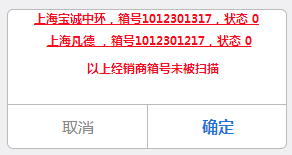 上海宝诚中环，箱号1012301317，状态 0
上海凡德 ，箱号1012301217，状态 0
以上经销商箱号未被扫描
取消
确定